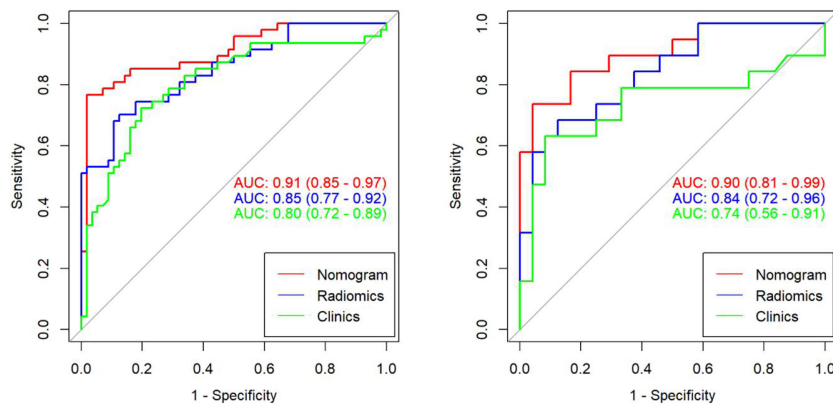 Sensitivity
1.0
0.8
0.6
0.4
0.2
0.0
AUC: 0.91 (0.85 - 0.97)
AUC: 0.85 (0.77 - 0.92)
AUC: 0.80 (0.72 - 0.89)
Nomogram
Radiomics
Clinics
0.0 0.2 0.4 0.6 0.8 1.0
1 - Specificity
Sensitivity
1.0
0.8
0.6
0.4
0.2
0.0
AUC: 0.90 (0.81 - 0.99)
AUC: 0.84 (0.72 - 0.96)
AUC: 0.74 (0.56 - 0.91)
Nomogram
Radiomics
Clinics
0.0 0.2 0.4 0.6 0.8 1.0
1 - Specificity